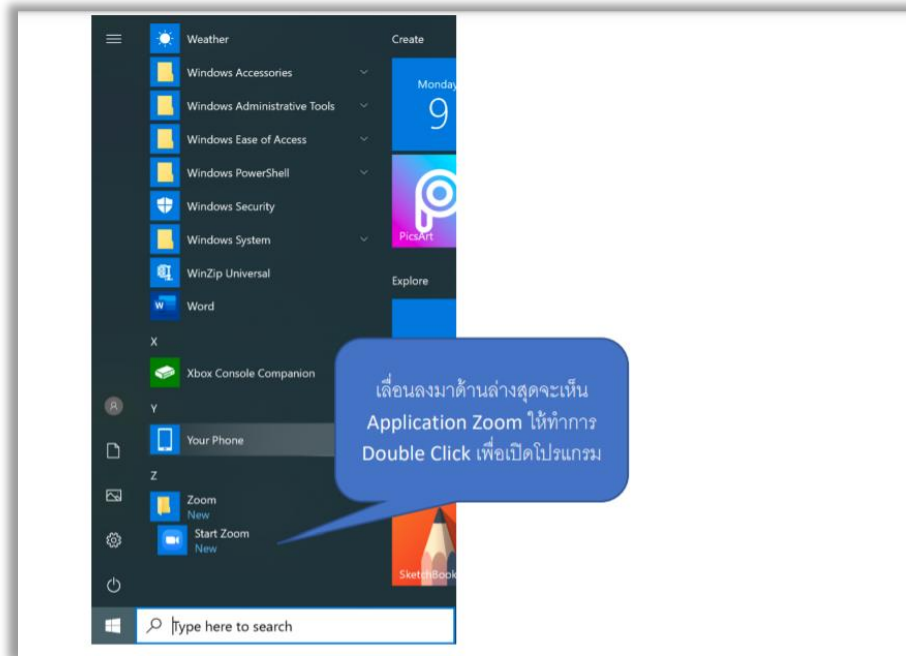 Weather
Windows Accessories
Windows Administrative Tools
Windows Ease of Access
Windows PowerShell
Windows Security
Windows System
WinZip Universal
Word
X
Xbox Console Companion
Y
Your Phone
Z
Zoom
New
Start Zoom
New
Type here to search
Create
Monday
9
PicsArt
Explore
SketchBook
เลื่อนลงมาด้านล่างสุดจะเห็น
Application Zoom ให้ทำการ
Double Click เพื่อเปิดโปรแกรม